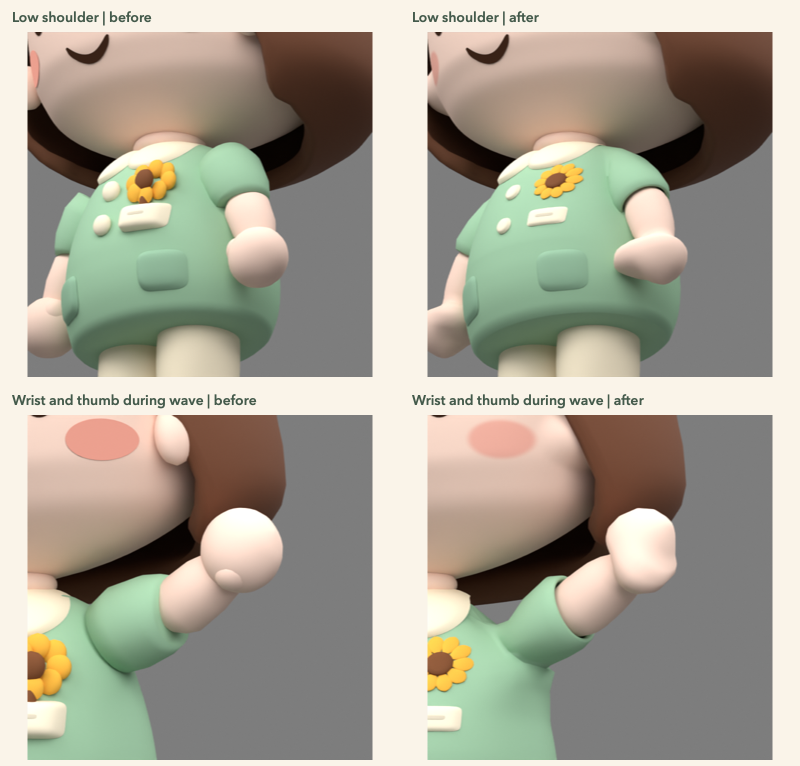 Low shoulder | before
Low shoulder | after
Wrist and thumb during wave | before
Wrist and thumb during wave | after